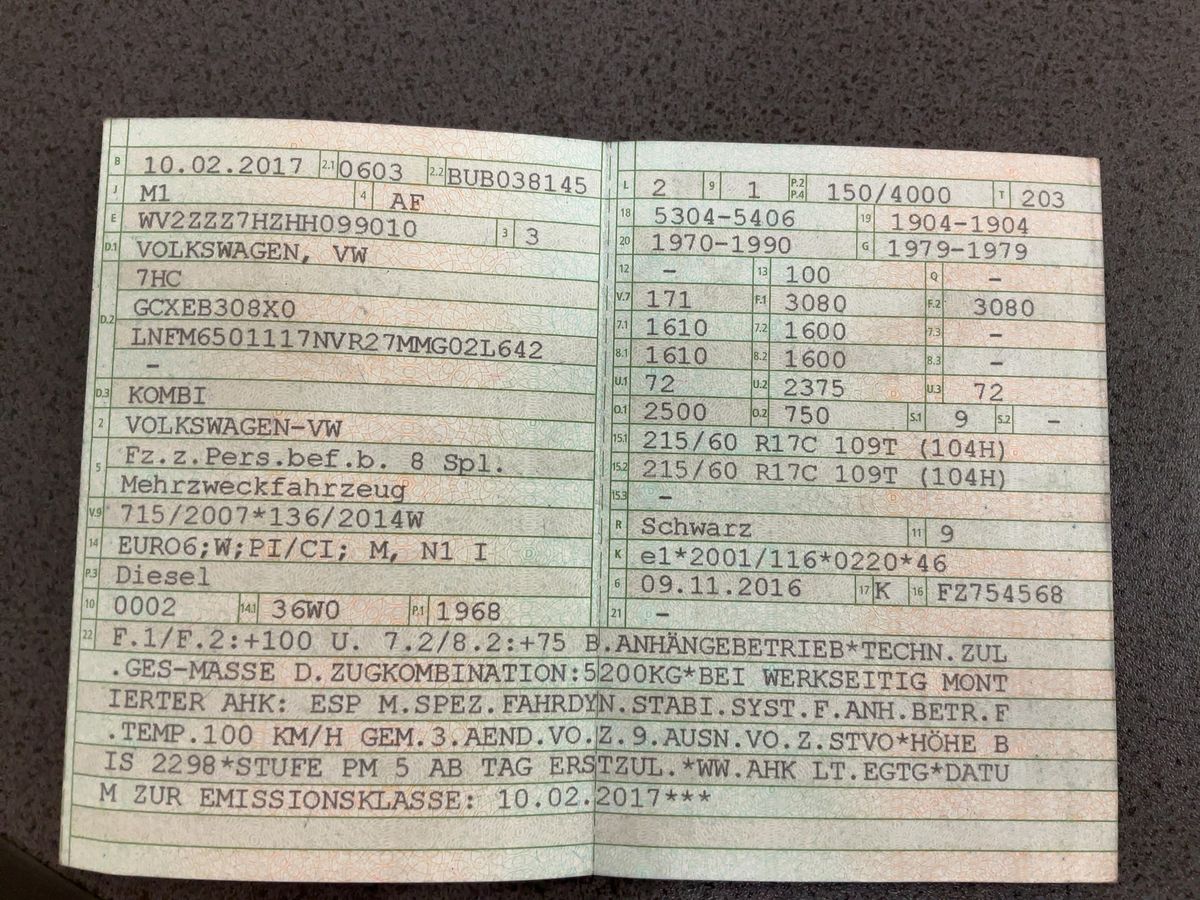 B 10.02.2017 2.1 0603 2.2 BUB038145
J M1 4 AF
E WV2ZZZ7HZHH099010 3 3
D.1 VOLKSWAGEN, VW
7HC
D.2 GCXEB308X0
LNFM6501117NVR27MMG02L642
–
D.3 KOMBI
2 VOLKSWAGEN-VW
5 Fz.z.Pers.bef.b. 8 Spl.
Mehrzweckfahrzeug
V.9 715/2007*136/2014W
14 EURO6;W;PI/CI; M, N1 I
P.3 Diesel
10 0002 14.1 36W0 P.1 1968
L 2 9 1 P.2 P.4 150/4000 T 203
18 5304-5406 19 1904-1904
20 1970-1990 G 1979-1979
12 – 13 100 Q –
V.7 171 F.1 3080 F.2 3080
7.1 1610 7.2 1600 7.3 –
8.1 1610 8.2 1600 8.3 –
U.1 72 U.2 2375 U.3 72
O.1 2500 O.2 750 S.1 9 S.2 –
15.1 215/60 R17C 109T (104H)
15.2 215/60 R17C 109T (104H)
15.3 –
R Schwarz 11 9
K e1*2001/116*0220*46
6 09.11.2016 17 K 16 FZ754568
21 –
22 F.1/F.2:+100 U. 7.2/8.2:+75 B.ANHÄNGEBETRIEB*TECHN.ZUL
.GES-MASSE D.ZUGKOMBINATION:5200KG*BEI WERKSEITIG MONT
IERTER AHK: ESP M.SPEZ.FAHRDYN.STABI.SYST.F.ANH.BETR.F
.TEMP.100 KM/H GEM.3.AEND.VO.Z.9.AUSN.VO.Z.STVO*HÖHE B
IS 2298*STUFE PM 5 AB TAG ERSTZUL.*WW.AHK LT.EGTG*DATU
M ZUR EMISSIONSKLASSE: 10.02.2017***